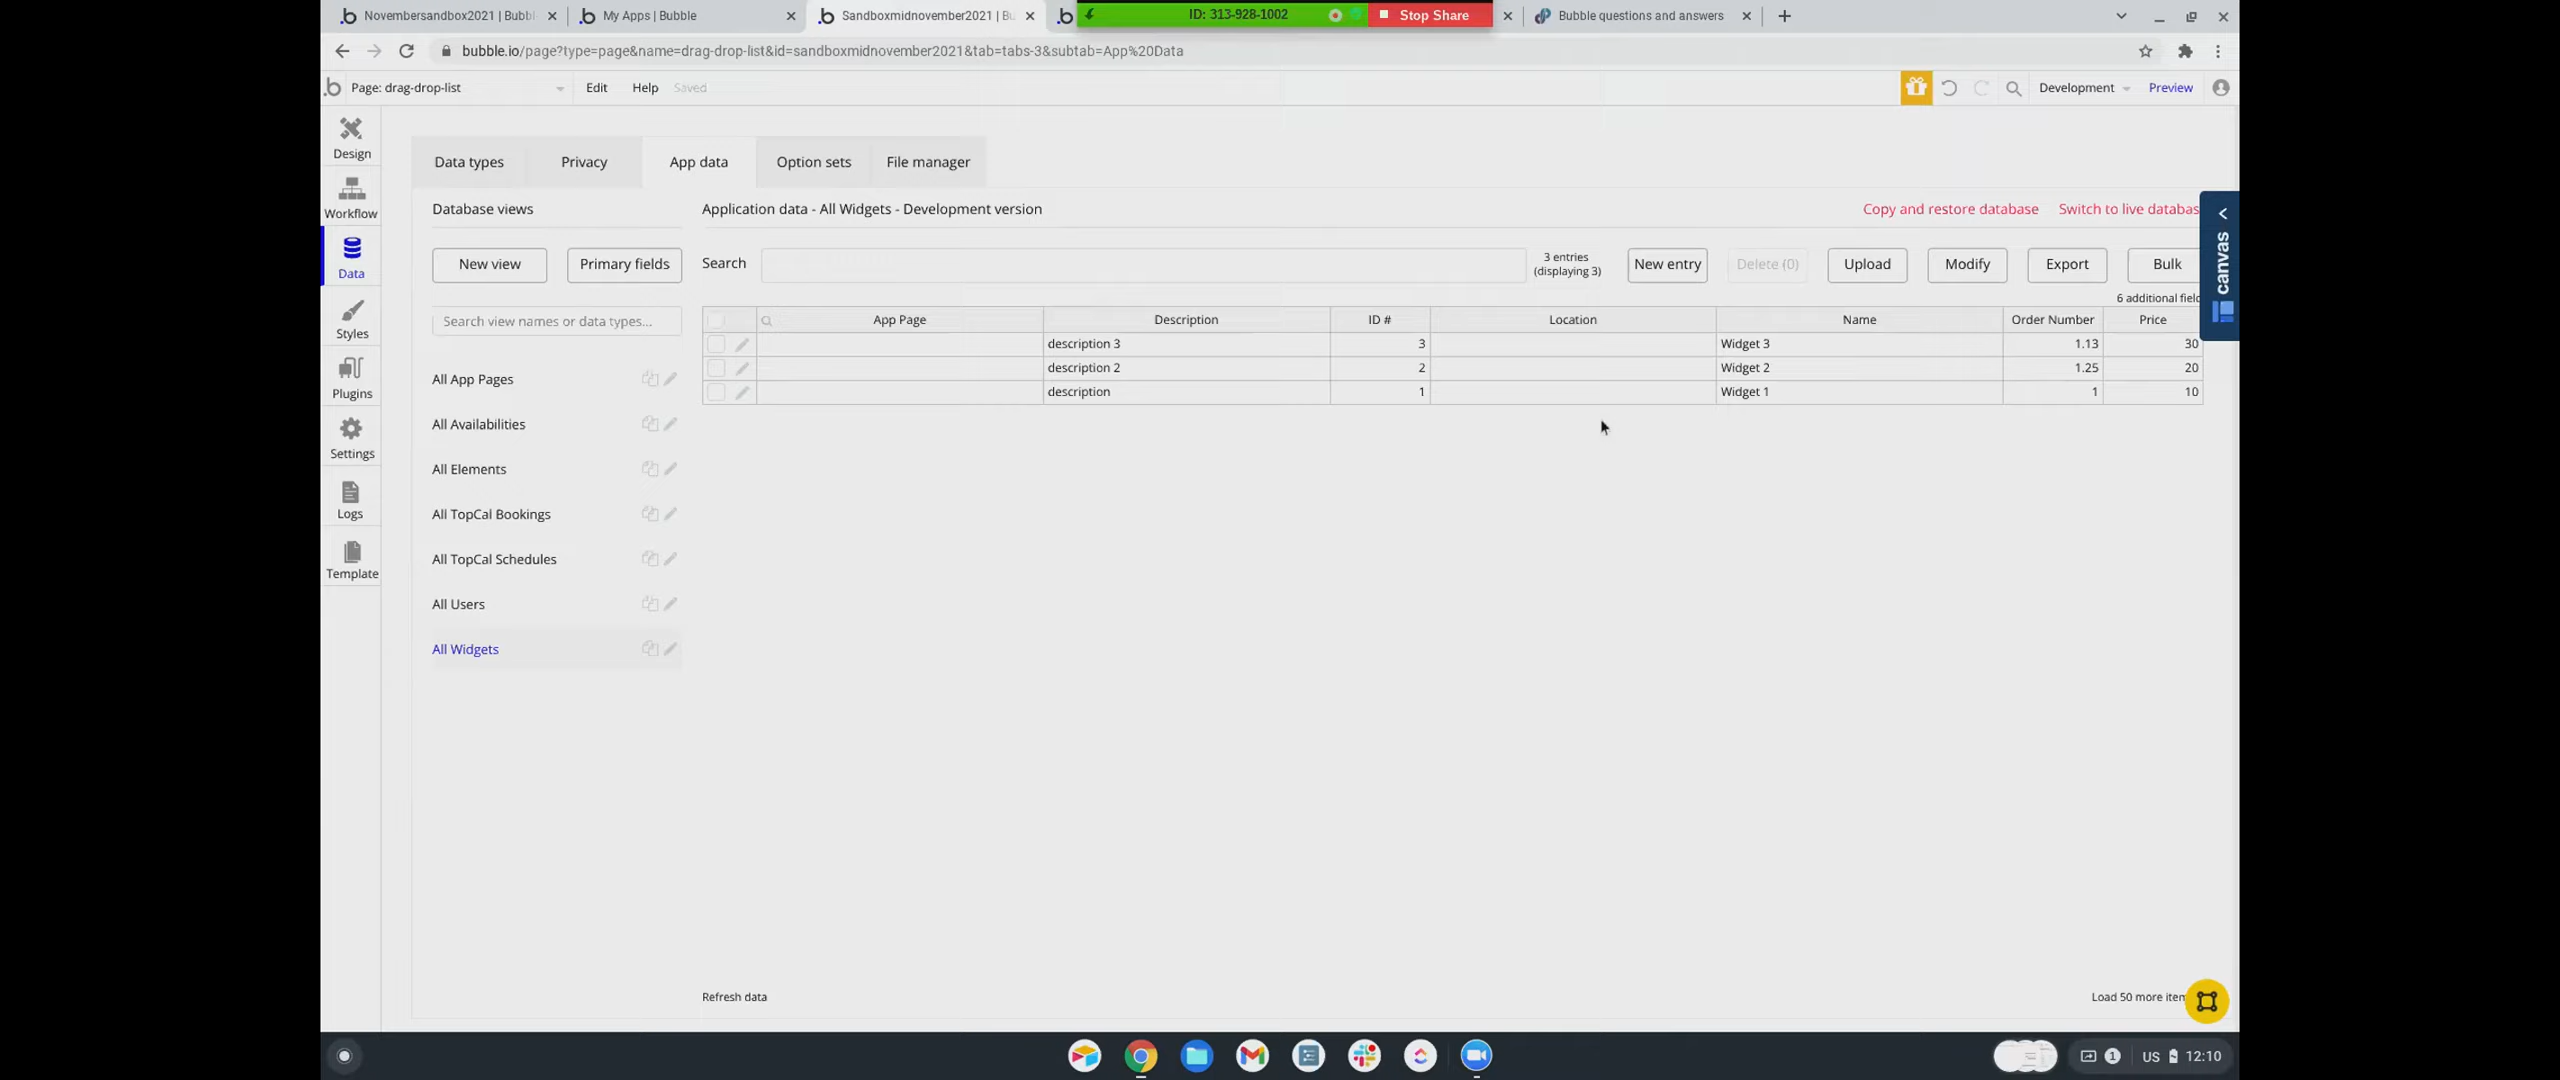 Novembersandbox2021 | Bubbl
My Apps | Bubble
Sandboxmidnovember2021 | Bu
ID: 313-928-1002
Stop Share
Bubble questions and answers
bubble.io/page?type=page&name=drag-drop-list&id=sandboxmidnovember2021&tab=tabs-3&subtab=App%20Data
Page: drag-drop-list
Edit
Help
Saved
Development
Preview
Design
Workflow
Data
Styles
Plugins
Settings
Logs
Template
Data types
Privacy
App data
Option sets
File manager
Database views
New view
Primary fields
Search view names or data types...
All App Pages
All Availabilities
All Elements
All TopCal Bookings
All TopCal Schedules
All Users
All Widgets
Application data - All Widgets - Development version
Copy and restore database
Switch to live databas
Search
3 entries
(displaying 3)
New entry
Delete (0)
Upload
Modify
Export
Bulk
6 additional field
App Page Description ID # Location Name Order Number Price
description 3 3 Widget 3 1.13 30
description 2 2 Widget 2 1.25 20
description 1 Widget 1 1 10
canvas
Refresh data
Load 50 more iten
1
US
12:10